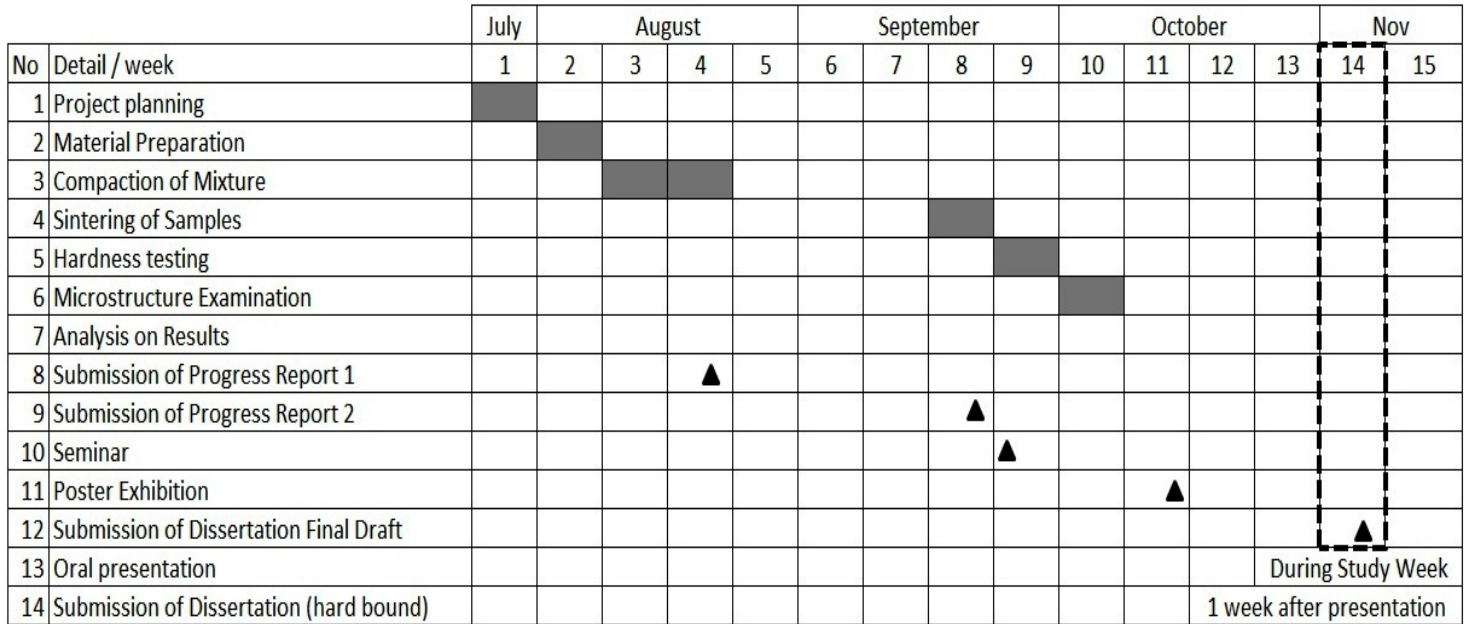 July August September October Nov
No Detail / week 1 2 3 4 5 6 7 8 9 10 11 12 13 14 15
1 Project planning
2 Material Preparation
3 Compaction of Mixture
4 Sintering of Samples
5 Hardness testing
6 Microstructure Examination
7 Analysis on Results
8 Submission of Progress Report 1
9 Submission of Progress Report 2
10 Seminar
11 Poster Exhibition
12 Submission of Dissertation Final Draft
13 Oral presentation During Study Week
14 Submission of Dissertation (hard bound) 1 week after presentation